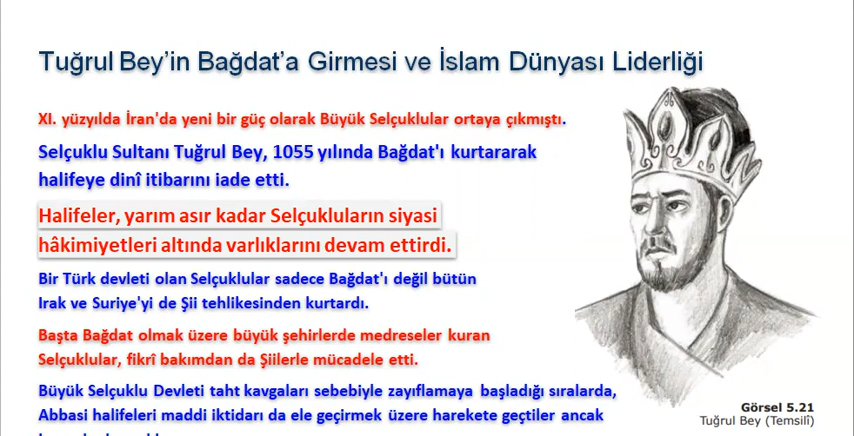 Tuğrul Bey'in Bağdat'a Girmesi ve İslam Dünyası Liderliği
XI. yüzyılda İran'da yeni bir güç olarak Büyük Selçuklular ortaya çıkmıştı.
Selçuklu Sultanı Tuğrul Bey, 1055 yılında Bağdat'ı kurtararak
halifeye dinî itibarını iade etti.
Halifeler, yarım asır kadar Selçukluların siyasi
hâkimiyetleri altında varlıklarını devam ettirdi.
Bir Türk devleti olan Selçuklular sadece Bağdat'ı değil bütün
Irak ve Suriye'yi de Şii tehlikesinden kurtardı.
Başta Bağdat olmak üzere büyük şehirlerde medreseler kuran
Selçuklular, fikrî bakımdan da Şiilerle mücadele etti.
Büyük Selçuklu Devleti taht kavgaları sebebiyle zayıflamaya başladığı sıralarda,
Abbasi halifeleri maddi iktidarı da ele geçirmek üzere harekete geçtiler ancak
Görsel 5.21
Tuğrul Bey (Temsilî)